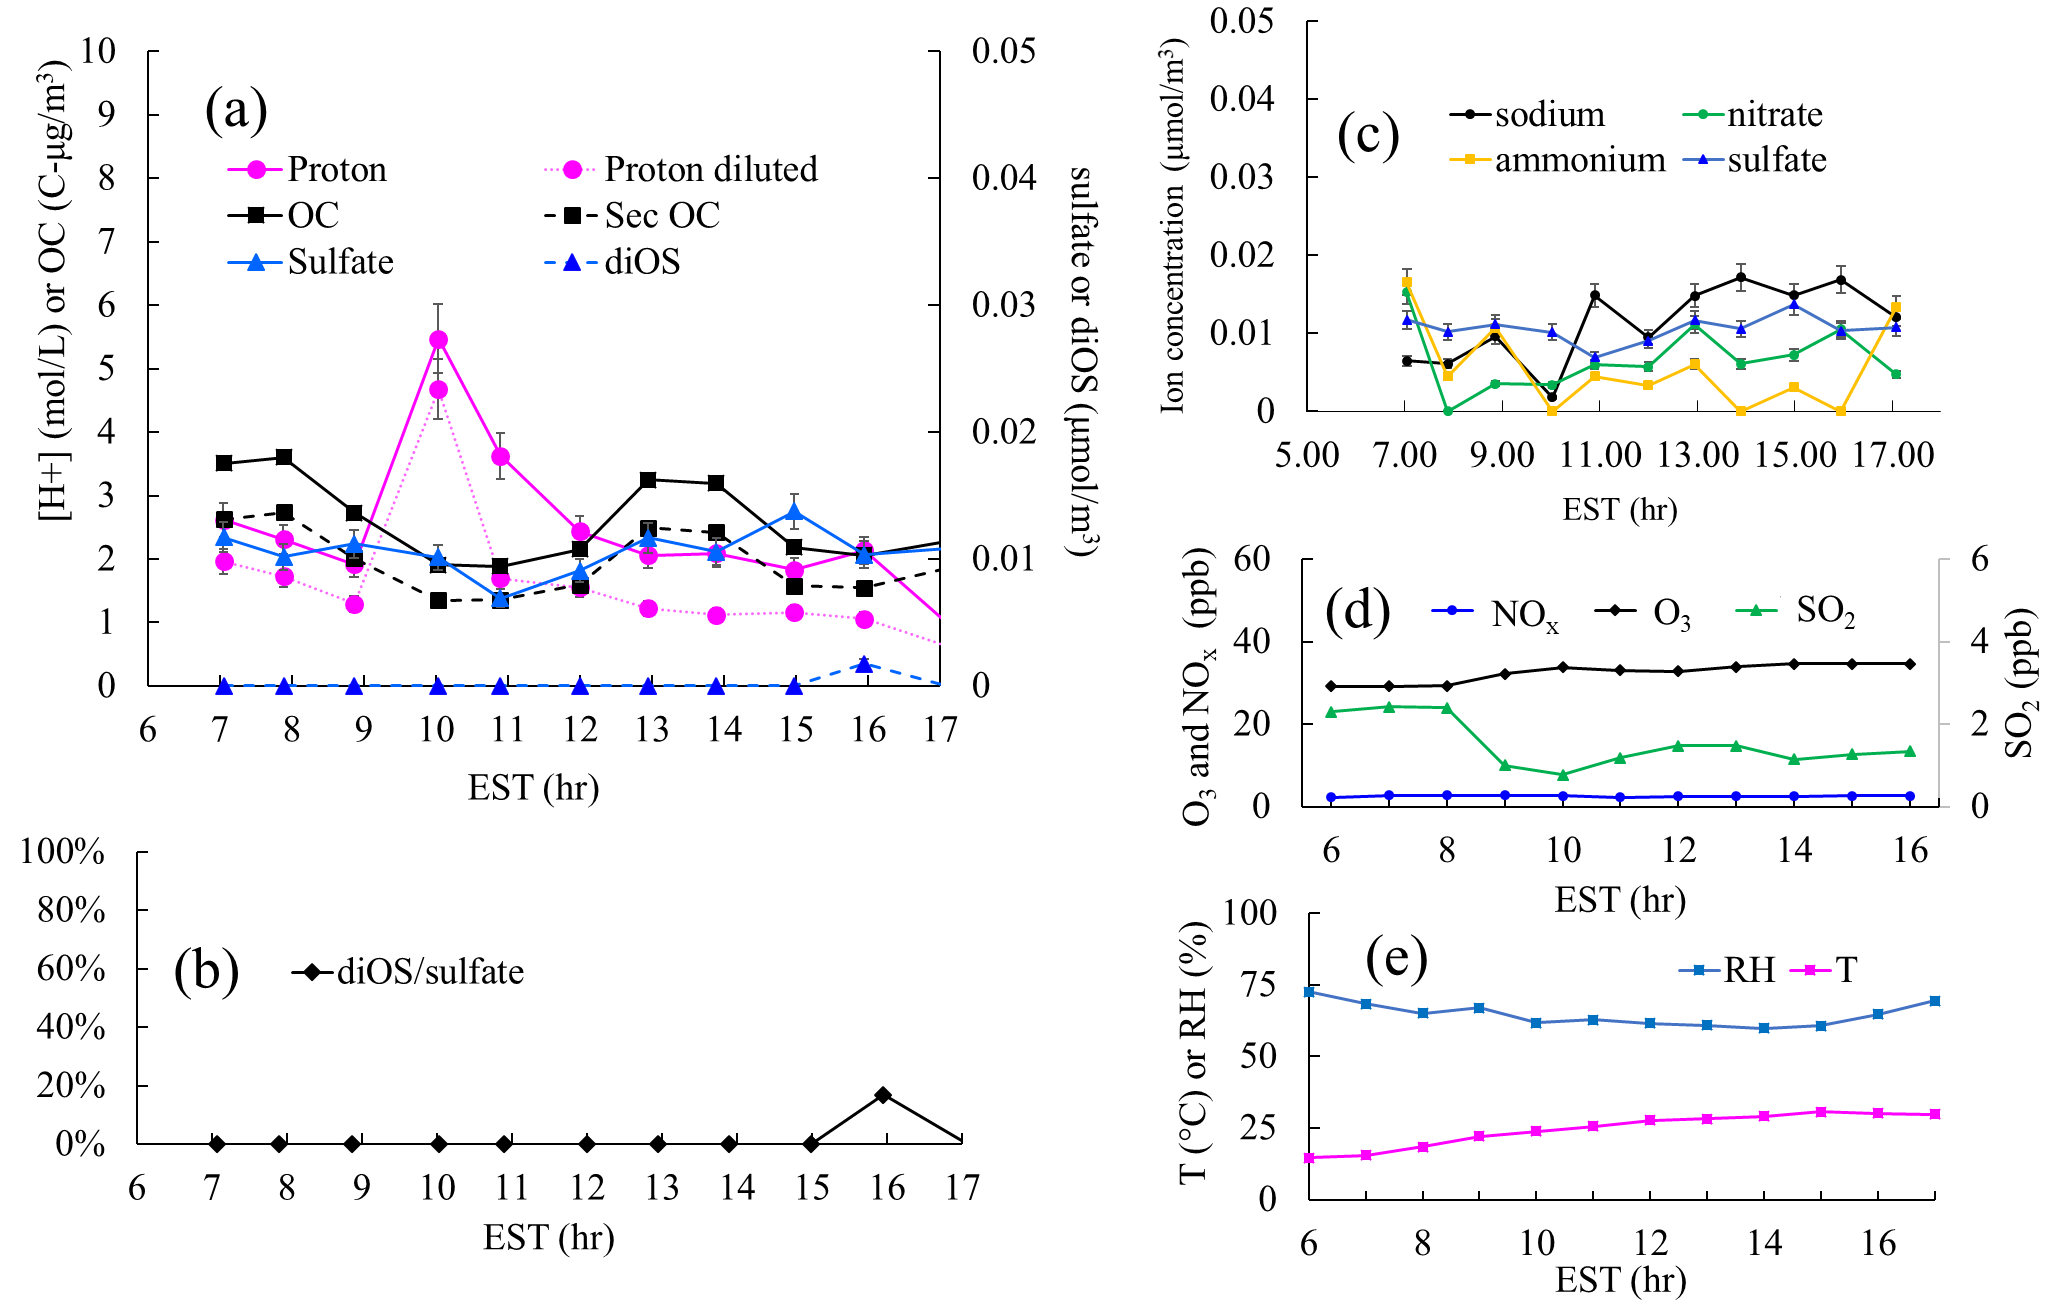 (a)
[H+] (mol/L) or OC (C-μg/m³)
10
9
8
7
6
5
4
3
2
1
0
Proton
Proton diluted
OC
Sec OC
Sulfate
diOS
0.05
0.04
0.03
0.02
0.01
0
sulfate or diOS (μmol/m³)
6 7 8 9 10 11 12 13 14 15 16 17
EST (hr)
(b)
100%
80%
60%
40%
20%
0%
diOS/sulfate
6 7 8 9 10 11 12 13 14 15 16 17
EST (hr)
(c)
Ion concentration (μmol/m³)
0.05
0.04
0.03
0.02
0.01
0
sodium
nitrate
ammonium
sulfate
5.00 7.00 9.00 11.00 13.00 15.00 17.00
EST (hr)
(d)
O₃ and NOₓ (ppb)
60
40
20
0
NOₓ
O₃
SO₂
6
4
2
0
SO₂ (ppb)
6 8 10 12 14 16
EST (hr)
(e)
T (°C) or RH (%)
100
75
50
25
0
RH
T
6 8 10 12 14 16
EST (hr)